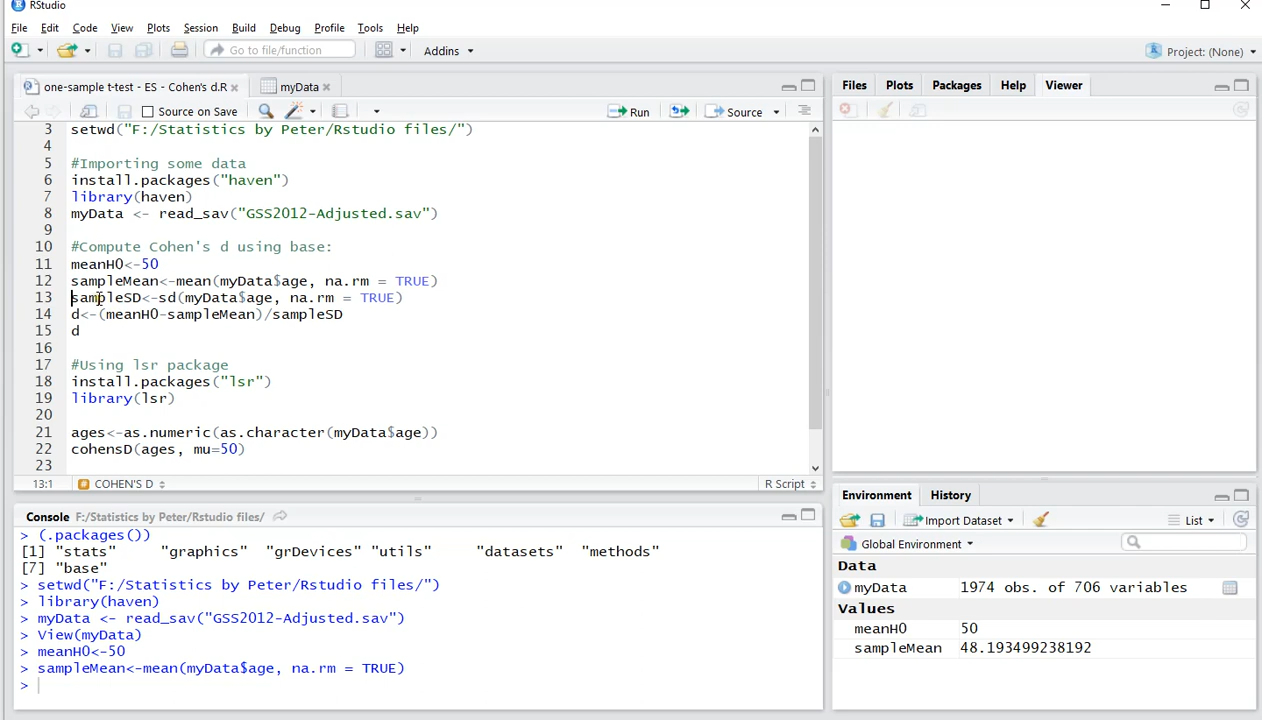 RStudio
File Edit Code View Plots Session Build Debug Profile Tools Help
Go to file/function Addins Project: (None)
one-sample t-test - ES - Cohen's d.R myData
Source on Save Run Source
3 setwd("F:/Statistics by Peter/Rstudio files/")
4
5 #Importing some data
6 install.packages("haven")
7 library(haven)
8 myData <- read_sav("GSS2012-Adjusted.sav")
9
10 #Compute Cohen's d using base:
11 meanH0<-50
12 sampleMean<-mean(myData$age, na.rm = TRUE)
13 sampleSD<-sd(myData$age, na.rm = TRUE)
14 d<-(meanH0-sampleMean)/sampleSD
15 d
16
17 #Using lsr package
18 install.packages("lsr")
19 library(lsr)
20
21 ages<-as.numeric(as.character(myData$age))
22 cohensD(ages, mu=50)
23
13:1 # COHEN'S D R Script
Console F:/Statistics by Peter/Rstudio files/
> (.packages())
[1] "stats" "graphics" "grDevices" "utils" "datasets" "methods"
[7] "base"
> setwd("F:/Statistics by Peter/Rstudio files/")
> library(haven)
> myData <- read_sav("GSS2012-Adjusted.sav")
> View(myData)
> meanH0<-50
> sampleMean<-mean(myData$age, na.rm = TRUE)
>
Files Plots Packages Help Viewer
Environment History
Import Dataset List
Global Environment
Data
myData 1974 obs. of 706 variables
Values
meanH0 50
sampleMean 48.193499238192